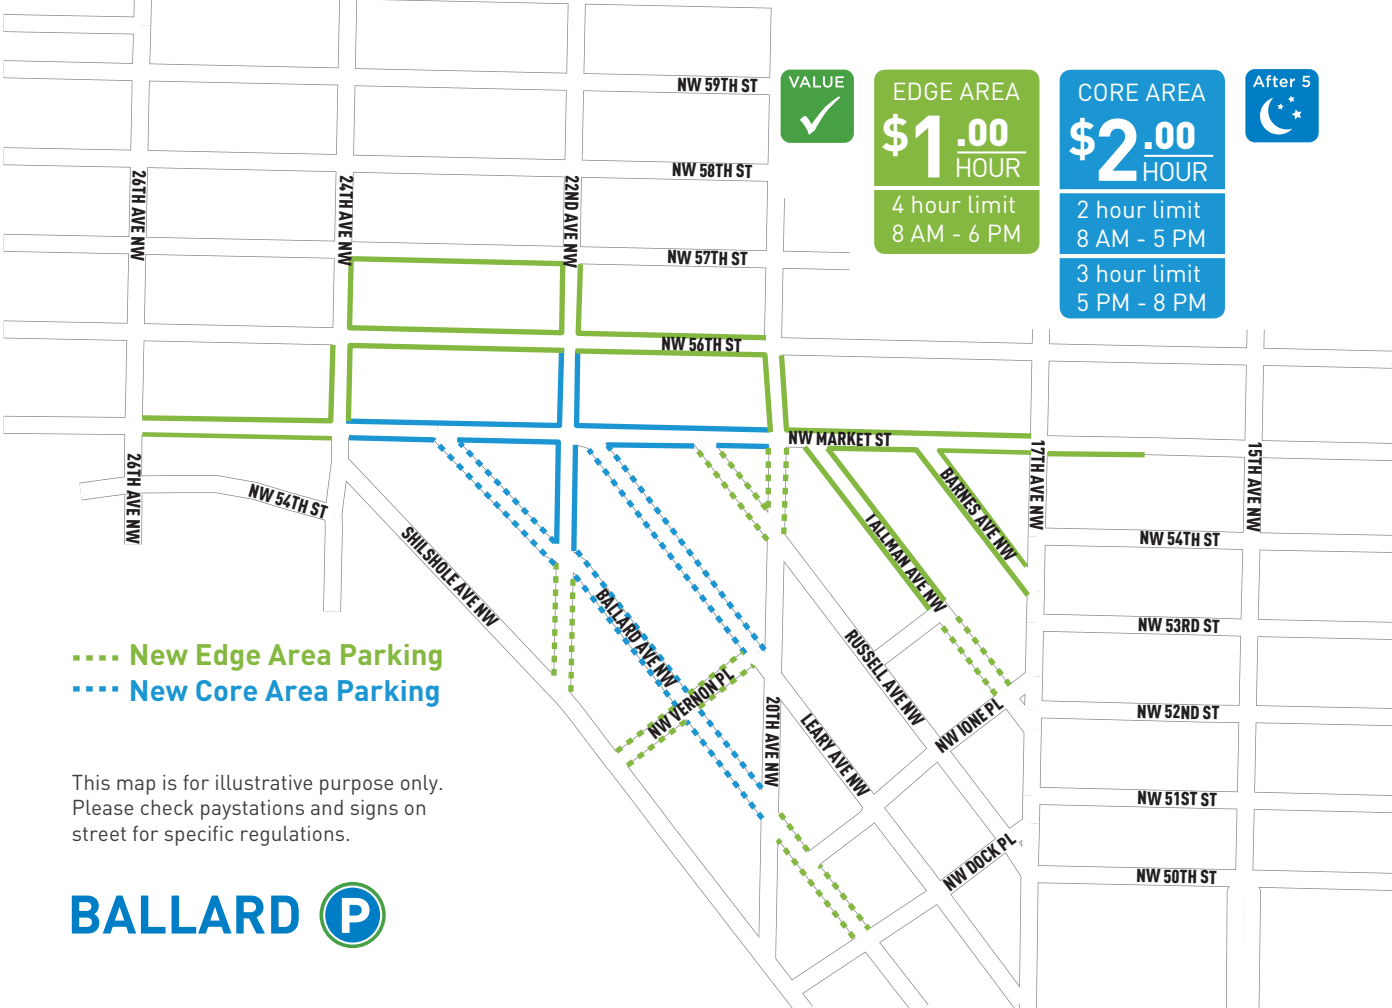 NW 59TH ST
NW 58TH ST
NW 57TH ST
NW 56TH ST
26TH AVE NW
24TH AVE NW
22ND AVE NW
VALUE
EDGE AREA
$1.00
HOUR
4 hour limit
8 AM - 6 PM
CORE AREA
$2.00
HOUR
2 hour limit
8 AM - 5 PM
3 hour limit
5 PM - 8 PM
After 5
NW MARKET ST
26TH AVE NW
NW 54TH ST
SHILSHOLE AVE NW
BALLARD AVE NW
NW VERNON PL
20TH AVE NW
LEARY AVE NW
RUSSELL AVE NW
TALLMAN AVE NW
BARNES AVE NW
17TH AVE NW
15TH AVE NW
NW 54TH ST
NW 53RD ST
NW 52ND ST
NW 51ST ST
NW 50TH ST
NW IONE PL
NW DOCK PL
New Edge Area Parking
New Core Area Parking
This map is for illustrative purpose only.
Please check paystations and signs on
street for specific regulations.
BALLARD P